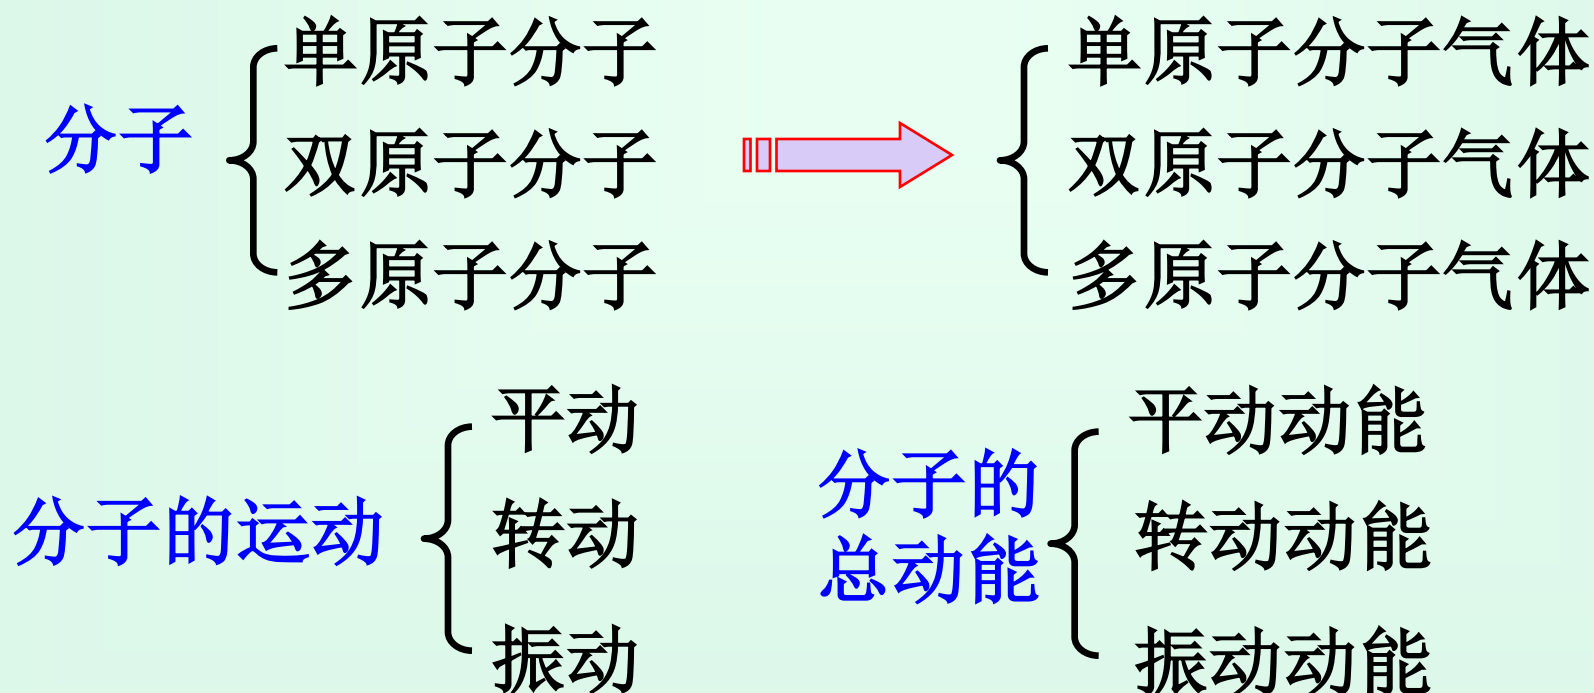 分子
单原子分子
双原子分子
多原子分子
单原子分子气体
双原子分子气体
多原子分子气体
分子的运动
平动
转动
振动
分子的
总动能
平动动能
转动动能
振动动能